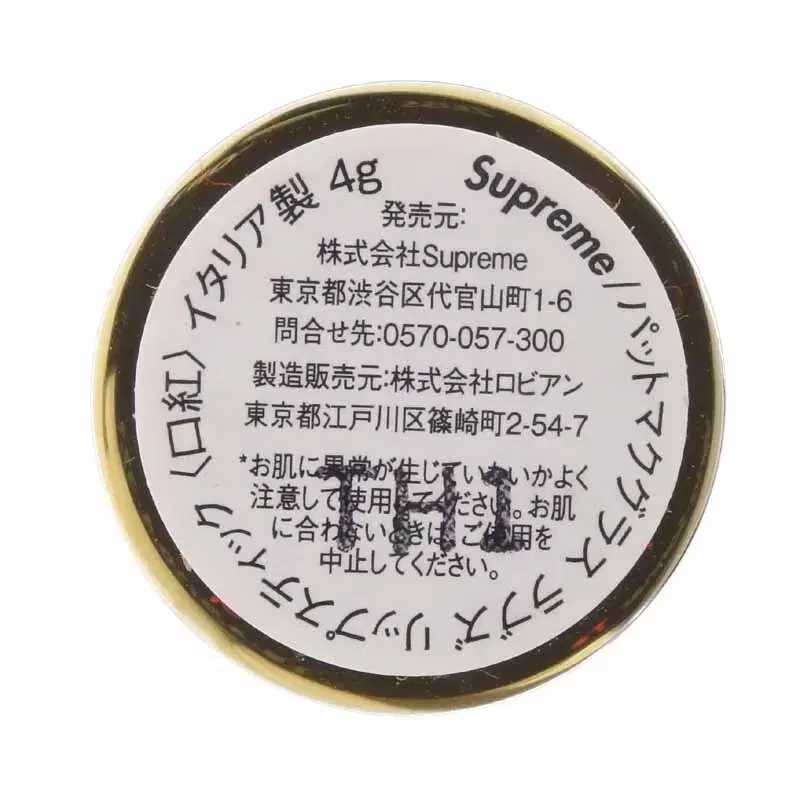 Supreme/パットマクグラス ラブズ リップスティック〈口紅〉イタリア製 4g
発売元:
株式会社Supreme
東京都渋谷区代官山町1-6
問合せ先:0570-057-300
製造販売元:株式会社ロビアン
東京都江戸川区篠崎町2-54-7
*お肌に異常が生じていないかよく
注意して使用してください。お肌
に合わないときは、ご使用を
中止してください。
TH1